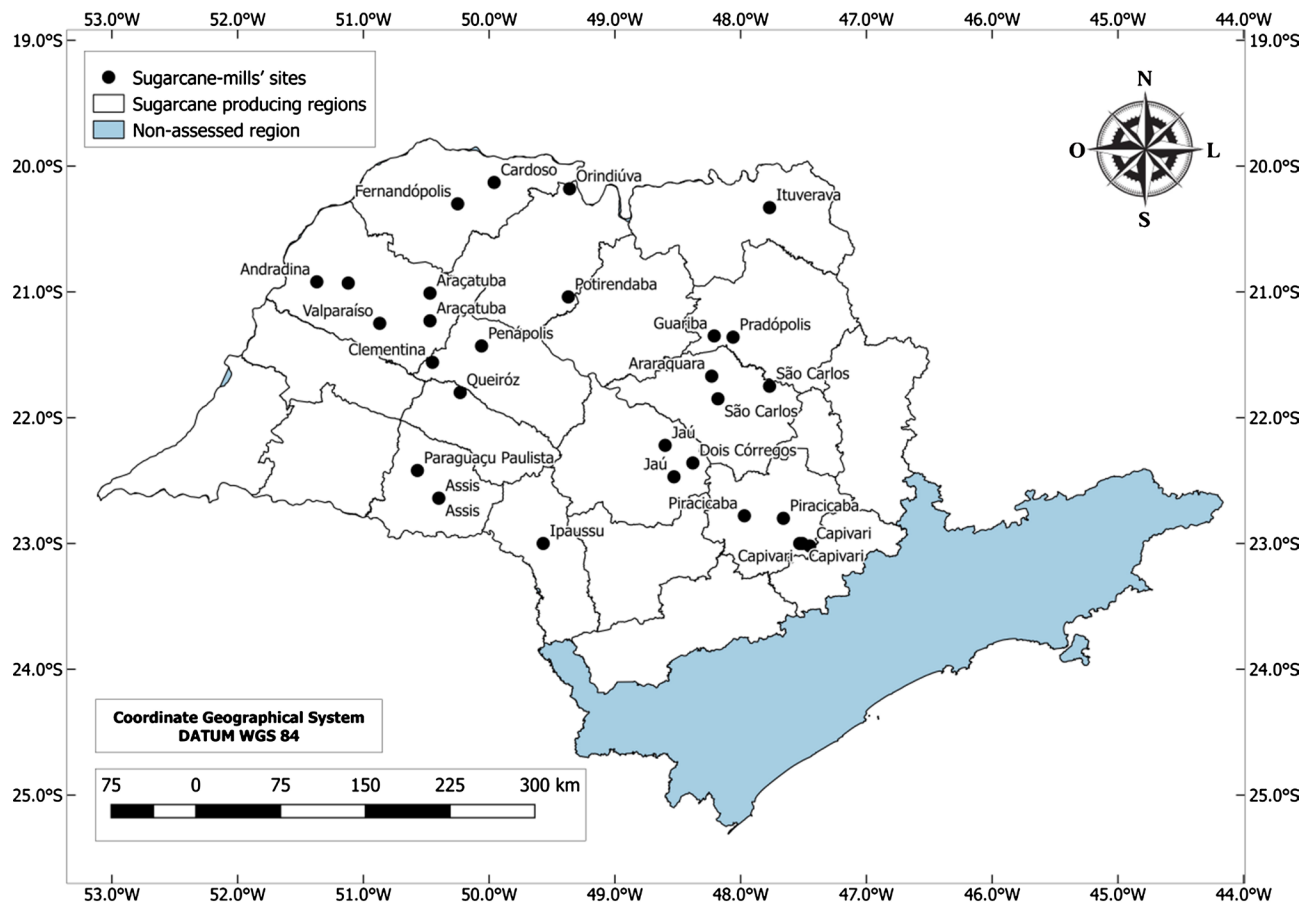 53.0°W 52.0°W 51.0°W 50.0°W 49.0°W 48.0°W 47.0°W 46.0°W 45.0°W 44.0°W
19.0°S 19.0°S
Sugarcane-mills’ sites
Sugarcane producing regions
Non-assessed region
N
O L
S
20.0°S 20.0°S
Cardoso
Orindiúva
Fernandópolis
Ituverava
Andradina
Araçatuba
Potirendaba
21.0°S 21.0°S
Araçatuba
Valparaíso
Guariba Pradópolis
Penápolis
Clementina
Araraquara
São Carlos
Queiróz
São Carlos
22.0°S 22.0°S
Jaú
Dois Córregos
Paraguaçu Paulista
Jaú
Assis
Piracicaba Piracicaba
Assis
Ipaussu
Capivari
23.0°S 23.0°S
Capivari Capivari
24.0°S 24.0°S
Coordinate Geographical System
DATUM WGS 84
75 0 75 150 225 300 km
25.0°S 25.0°S
53.0°W 52.0°W 51.0°W 50.0°W 49.0°W 48.0°W 47.0°W 46.0°W 45.0°W 44.0°W